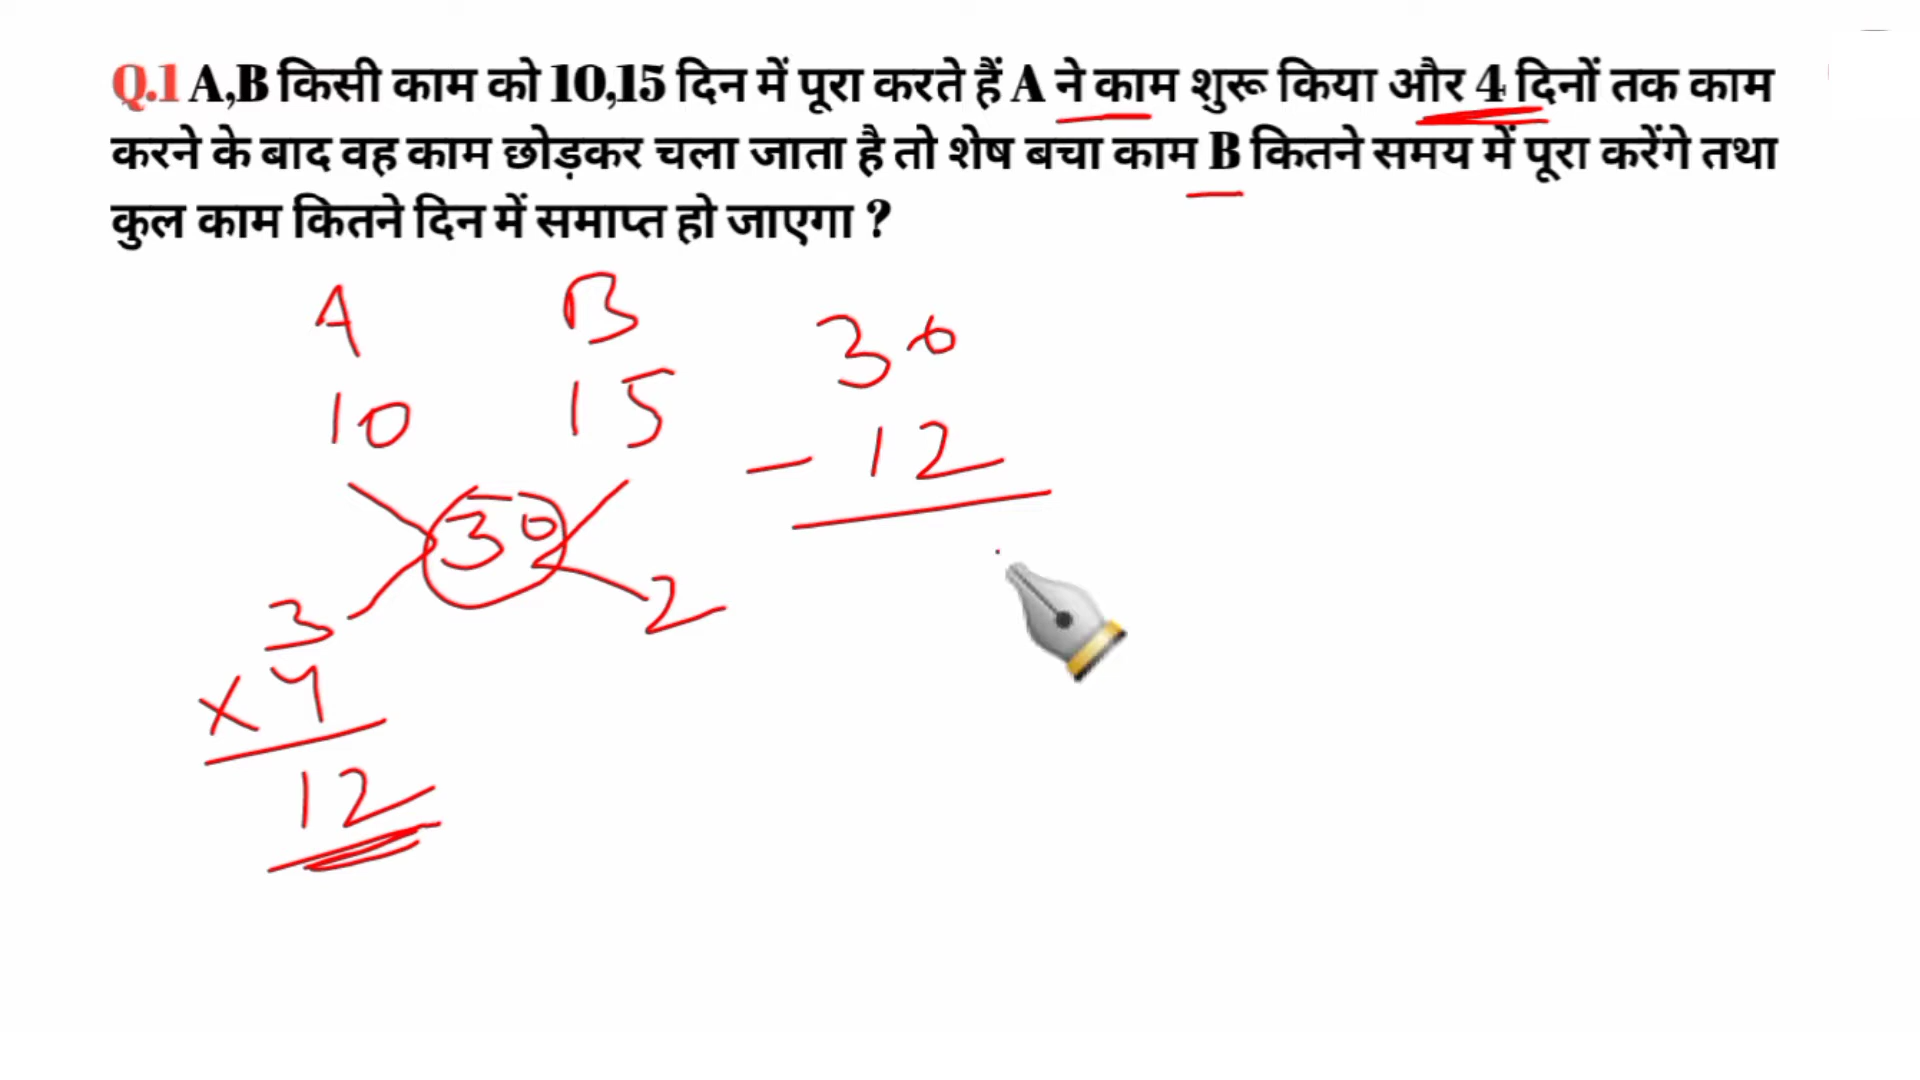 Q.1 A,B किसी काम को 10,15 दिन में पूरा करते हैं A ने काम शुरू किया और 4 दिनों तक काम
करने के बाद वह काम छोड़कर चला जाता है तो शेष बचा काम B कितने समय में पूरा करेंगे तथा
कुल काम कितने दिन में समाप्त हो जाएगा ?
A B
10 15
30
3 2
x 4
12
30
- 12